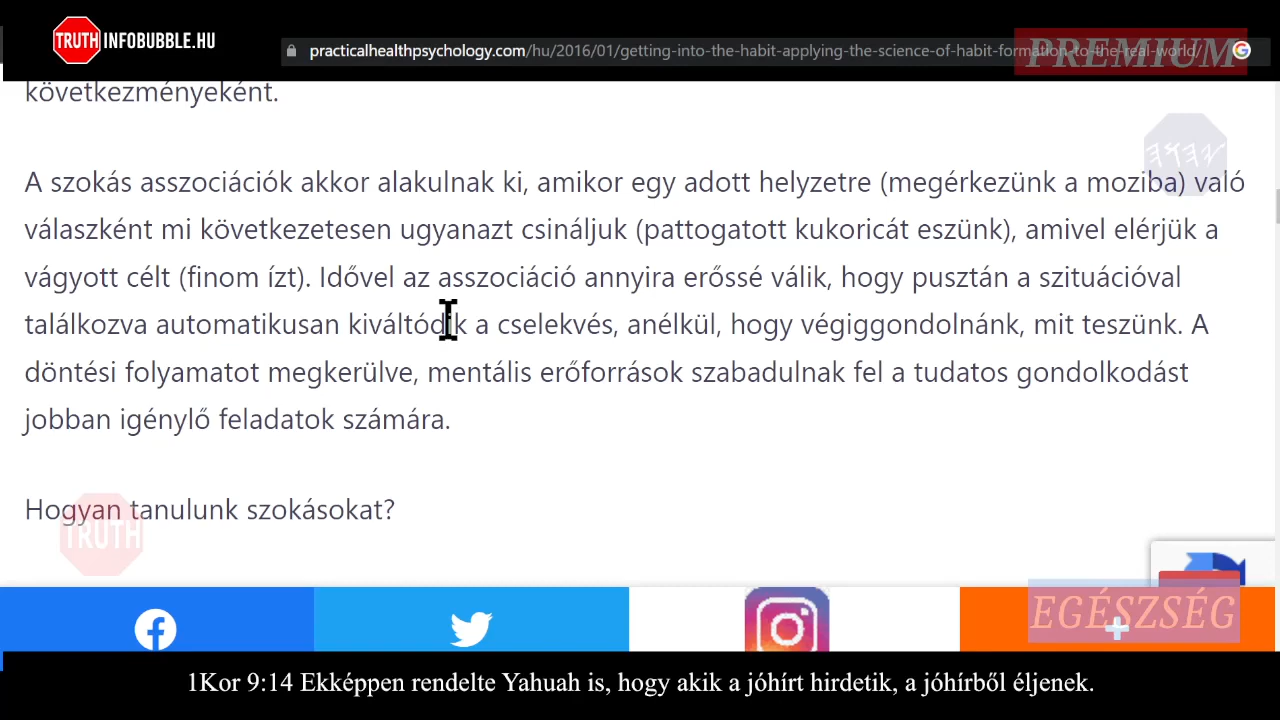 TRUTH INFOBUBBLE.HU
practicalhealthpsychology.com/hu/2016/01/getting-into-the-habit-applying-the-science-of-habit-formation-to-the-real-world/
PREMIUM
következményeként.
A szokás asszociációk akkor alakulnak ki, amikor egy adott helyzetre (megérkezünk a moziba) való
válaszként mi következetesen ugyanazt csináljuk (pattogatott kukoricát eszünk), amivel elérjük a
vágyott célt (finom ízt). Idővel az asszociáció annyira erőssé válik, hogy pusztán a szituációval
találkozva automatikusan kiváltódik a cselekvés, anélkül, hogy végiggondolnánk, mit teszünk. A
döntési folyamatot megkerülve, mentális erőforrások szabadulnak fel a tudatos gondolkodást
jobban igénylő feladatok számára.
Hogyan tanulunk szokásokat?
TRUTH
EGÉSZSÉG
1Kor 9:14 Ekképpen rendelte Yahuah is, hogy akik a jóhírt hirdetik, a jóhírből éljenek.